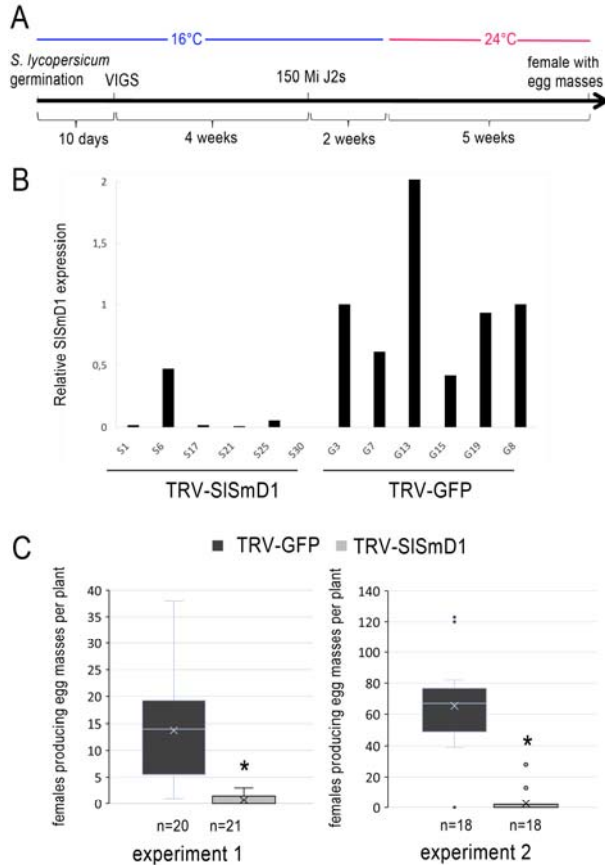 A
16°C
24°C
S. lycopersicum
germination
VIGS
150 Mi J2s
female with
egg masses
10 days
4 weeks
2 weeks
5 weeks
B
Relative SlSmD1 expression
2
1,5
1
0,5
0
S1
S6
S17
S21
S25
S30
G3
G7
G13
G15
G19
G8
TRV-SlSmD1
TRV-GFP
C
TRV-GFP
TRV-SlSmD1
females producing egg masses per plant
40
35
30
25
20
15
10
5
0
*
n=20
n=21
experiment 1
females producing egg masses per plant
140
120
100
80
60
40
20
0
*
n=18
n=18
experiment 2